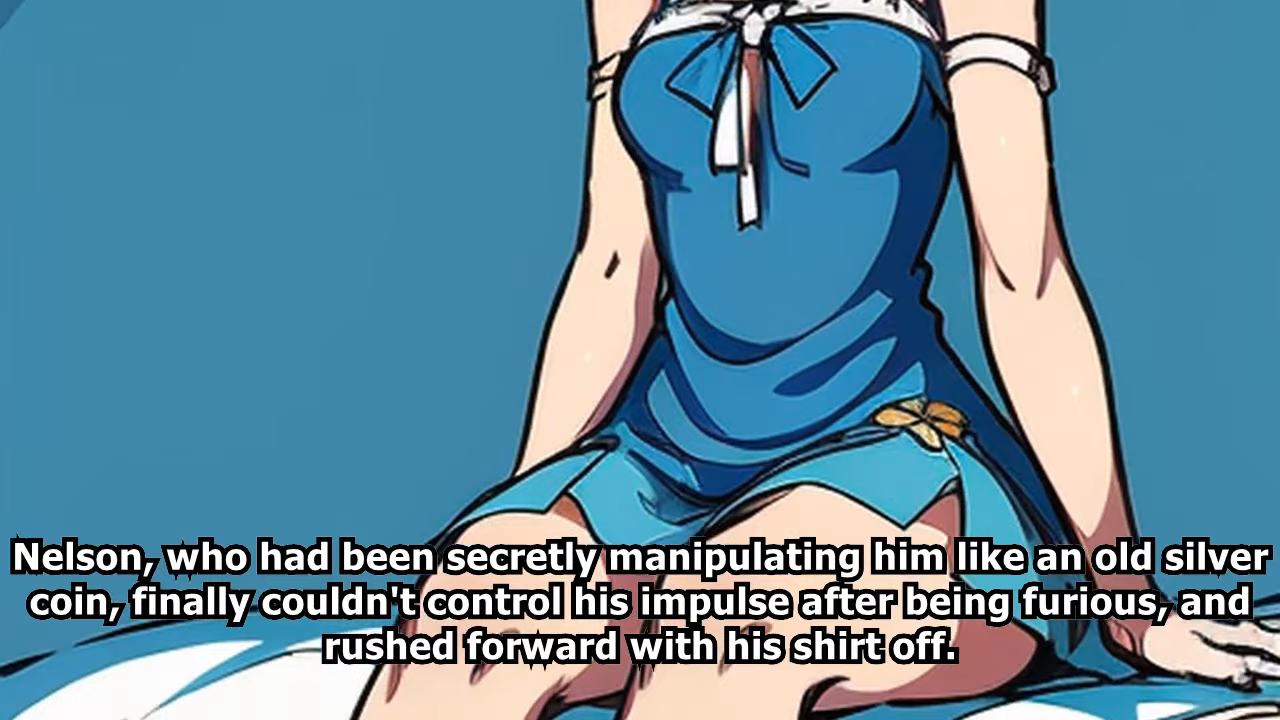 Nelson, who had been secretly manipulating him like an old silver
coin, finally couldn't control his impulse after being furious, and
rushed forward with his shirt off.